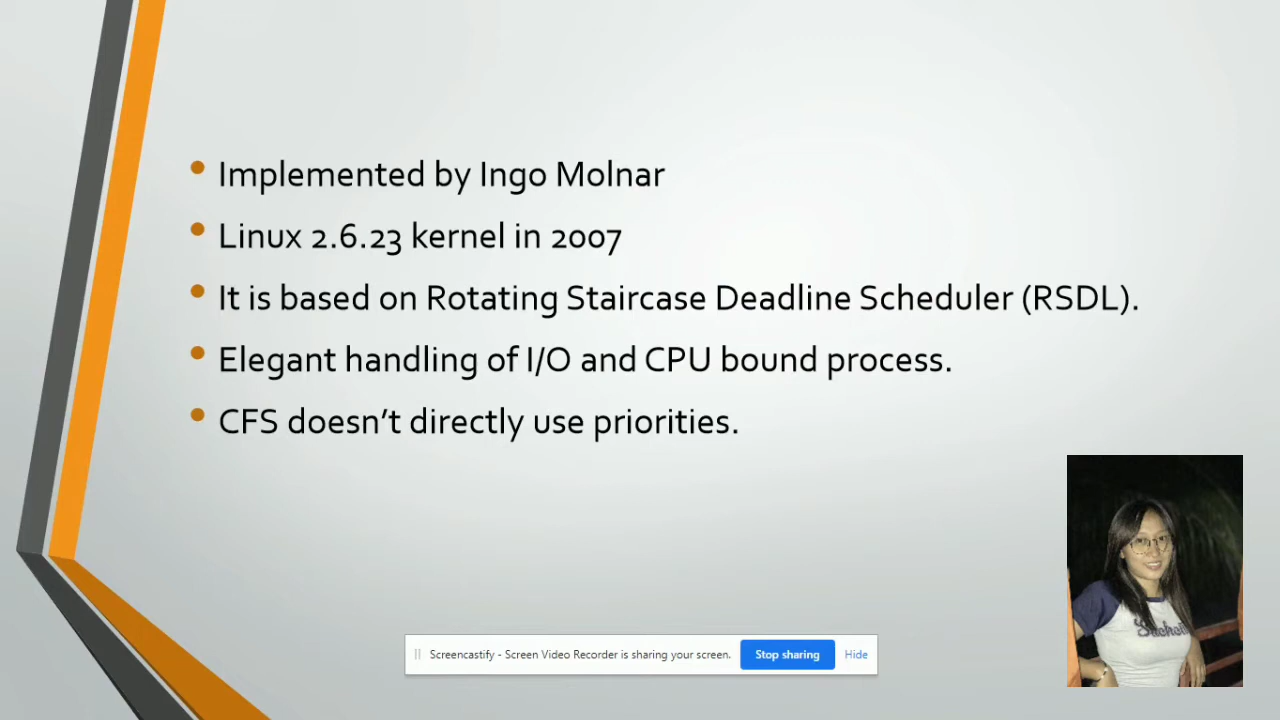 Implemented by Ingo Molnar
Linux 2.6.23 kernel in 2007
It is based on Rotating Staircase Deadline Scheduler (RSDL).
Elegant handling of I/O and CPU bound process.
CFS doesn’t directly use priorities.
Screencastify - Screen Video Recorder is sharing your screen. Stop sharing Hide